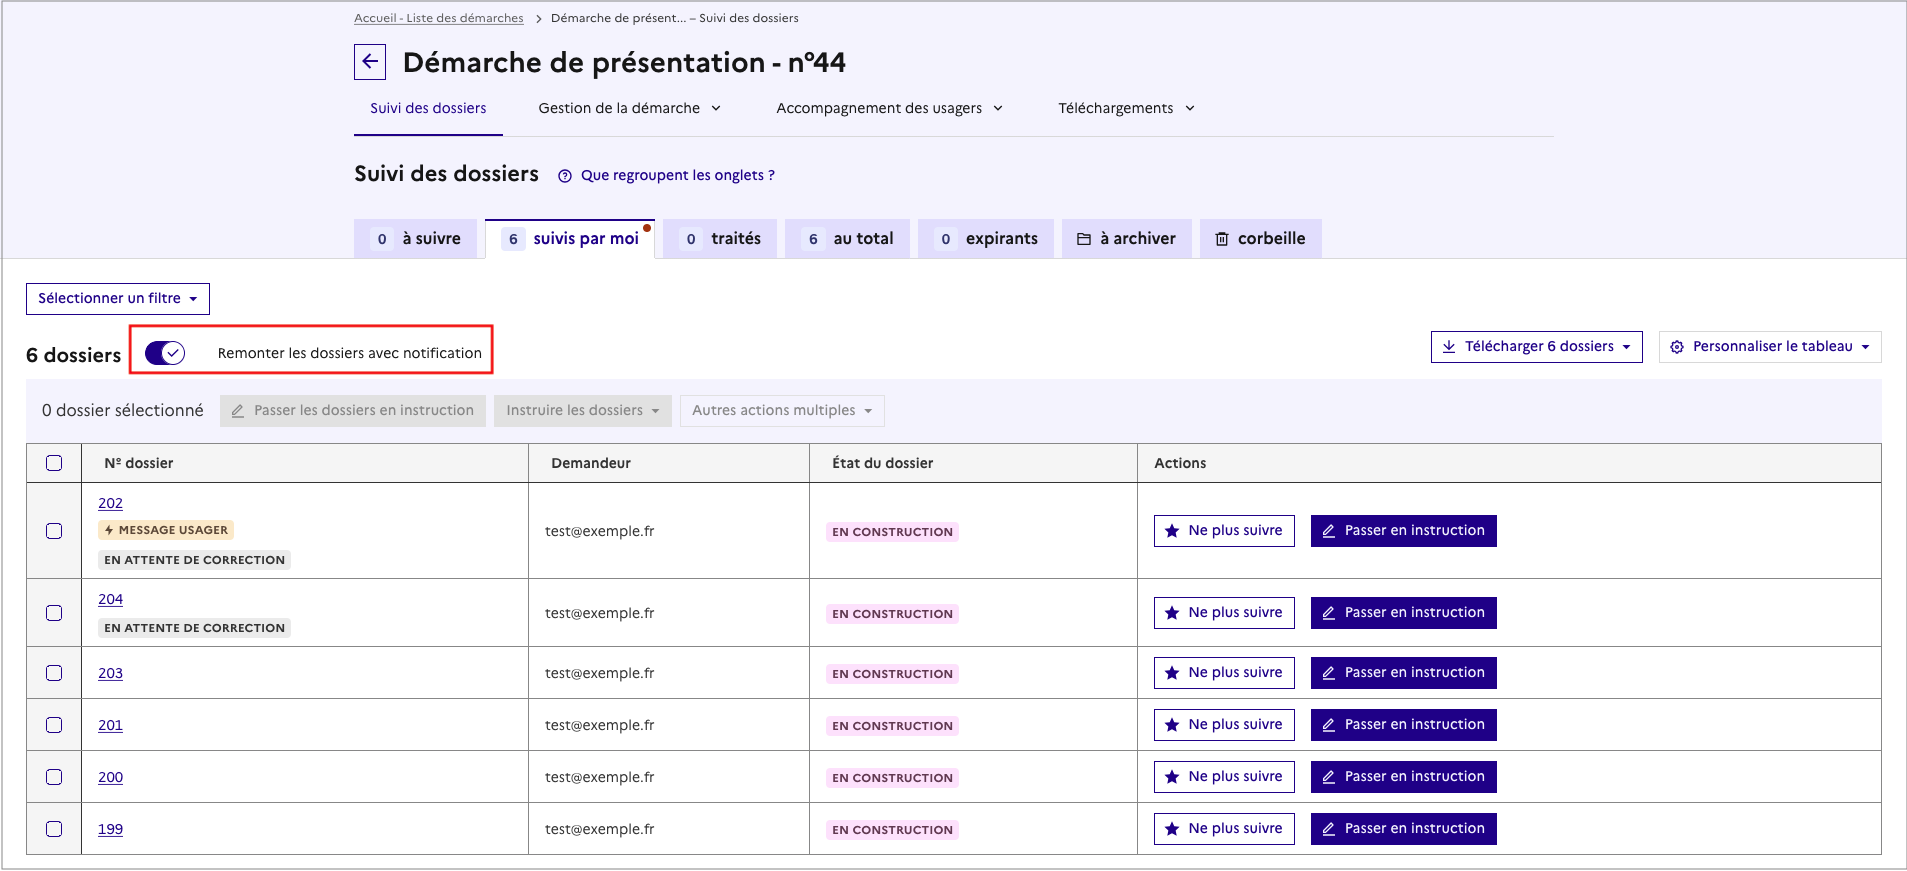 Accueil - Liste des démarches > Démarche de présent... – Suivi des dossiers
Démarche de présentation - n°44
Suivi des dossiers Gestion de la démarche Accompagnement des usagers Téléchargements
Suivi des dossiers Que regroupent les onglets ?
0 à suivre 6 suivis par moi 0 traités 6 au total 0 expirants à archiver corbeille
Sélectionner un filtre
6 dossiers Remonter les dossiers avec notification Télécharger 6 dossiers Personnaliser le tableau
0 dossier sélectionné Passer les dossiers en instruction Instruire les dossiers Autres actions multiples
Nº dossier Demandeur État du dossier Actions
202
MESSAGE USAGER
EN ATTENTE DE CORRECTION
test@exemple.fr EN CONSTRUCTION Ne plus suivre Passer en instruction
204
EN ATTENTE DE CORRECTION
test@exemple.fr EN CONSTRUCTION Ne plus suivre Passer en instruction
203 test@exemple.fr EN CONSTRUCTION Ne plus suivre Passer en instruction
201 test@exemple.fr EN CONSTRUCTION Ne plus suivre Passer en instruction
200 test@exemple.fr EN CONSTRUCTION Ne plus suivre Passer en instruction
199 test@exemple.fr EN CONSTRUCTION Ne plus suivre Passer en instruction